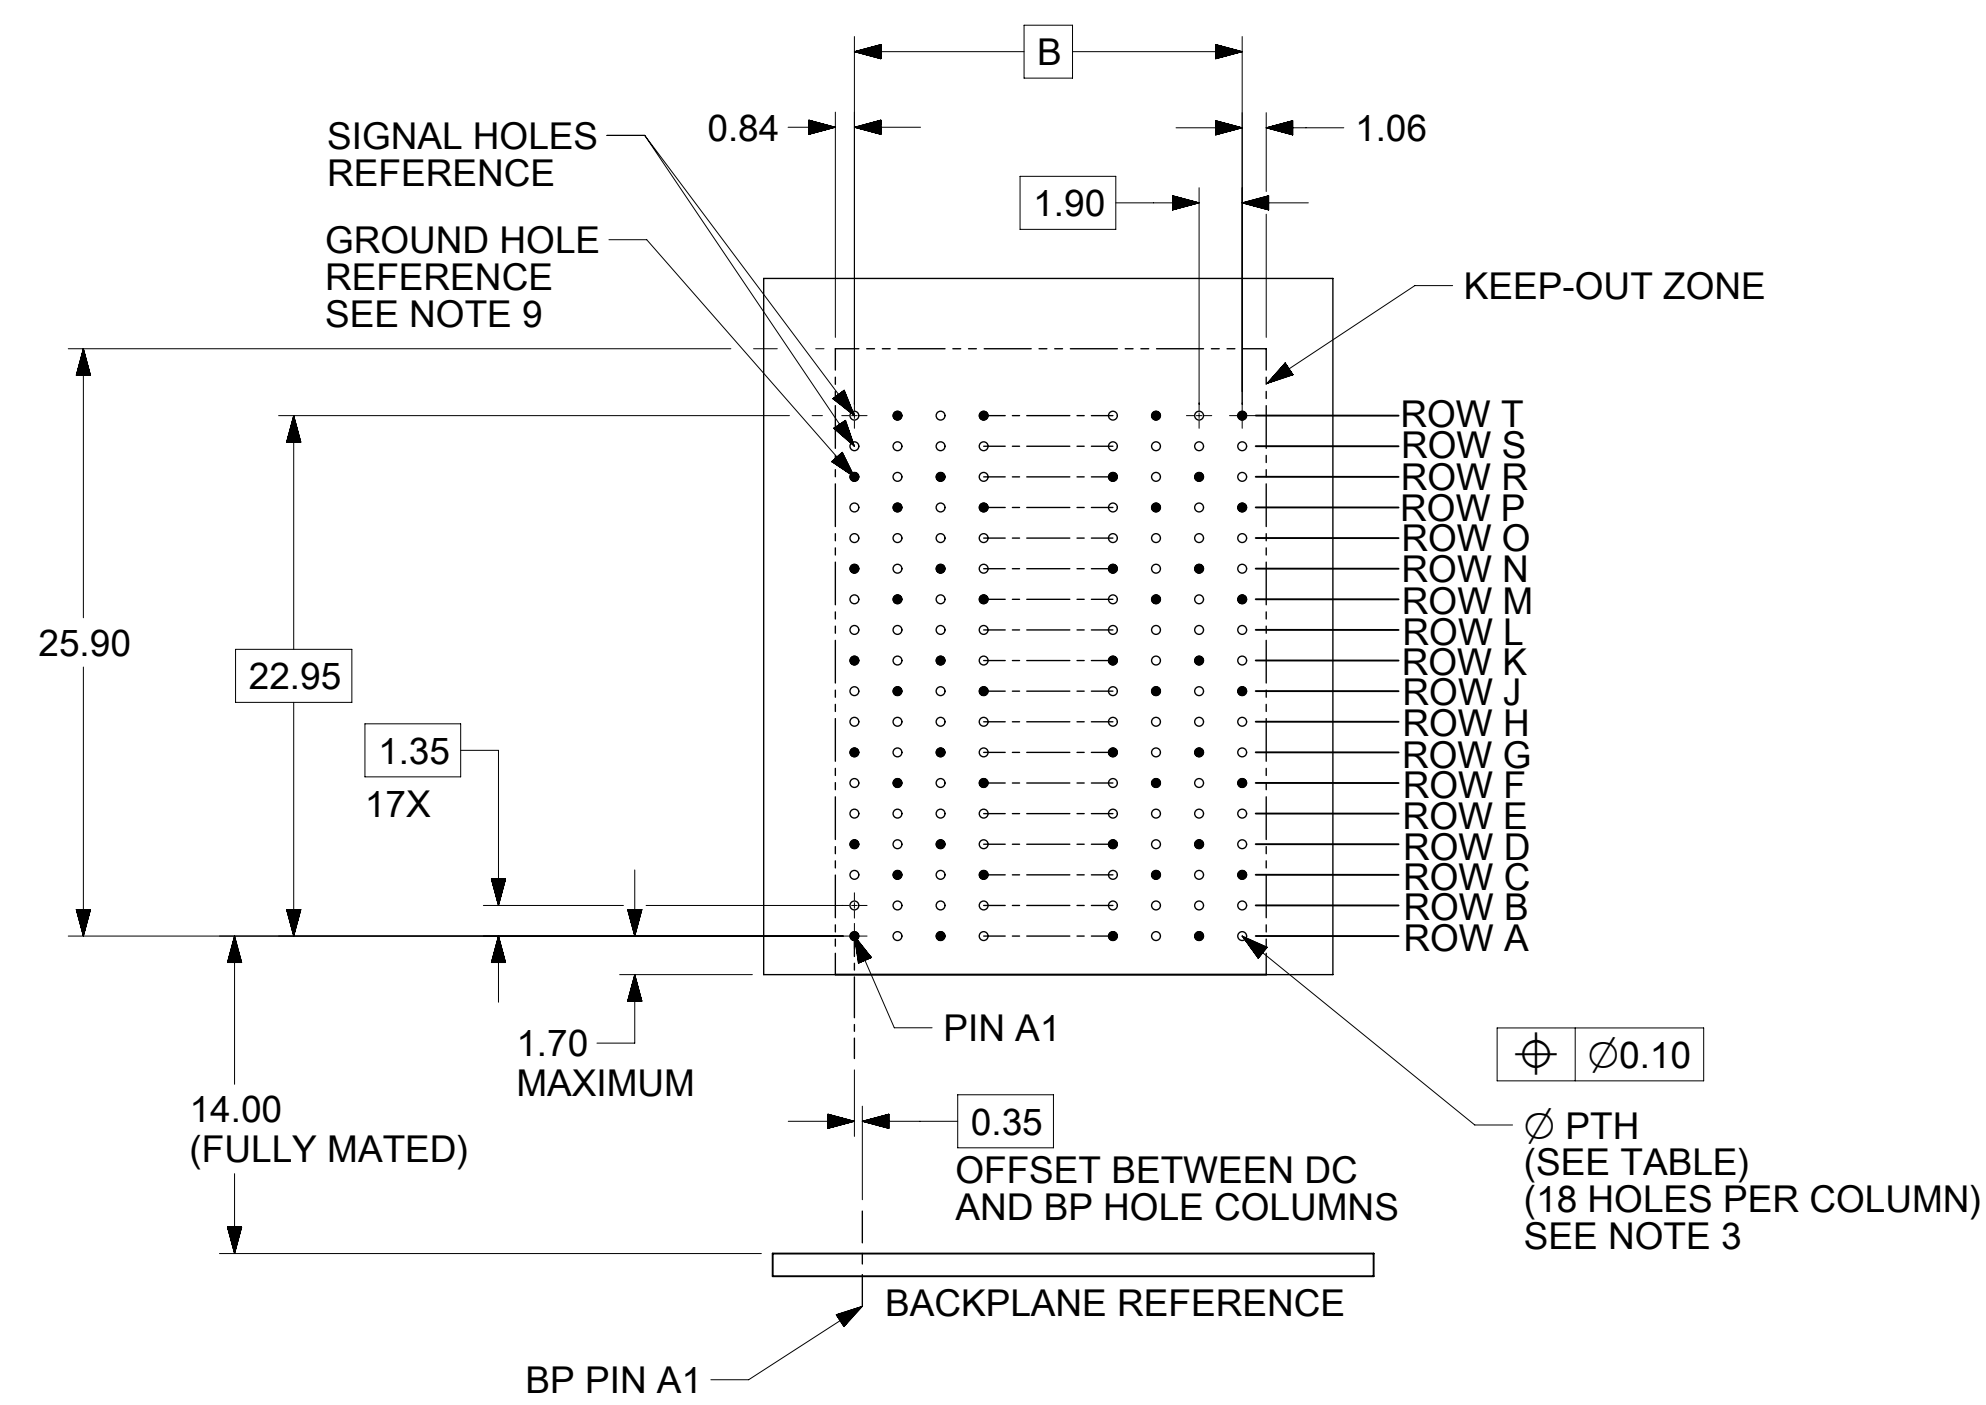 B
0.84
1.06
SIGNAL HOLES
REFERENCE
1.90
GROUND HOLE
REFERENCE
SEE NOTE 9
KEEP-OUT ZONE
ROW T
ROW S
ROW R
ROW P
ROW O
ROW N
ROW M
ROW L
ROW K
ROW J
ROW H
ROW G
ROW F
ROW E
ROW D
ROW C
ROW B
ROW A
25.90
22.95
1.35
17X
PIN A1
1.70
MAXIMUM
14.00
(FULLY MATED)
0.35
OFFSET BETWEEN DC
AND BP HOLE COLUMNS
⌖ ∅0.10
∅ PTH
(SEE TABLE)
(18 HOLES PER COLUMN)
SEE NOTE 3
BACKPLANE REFERENCE
BP PIN A1